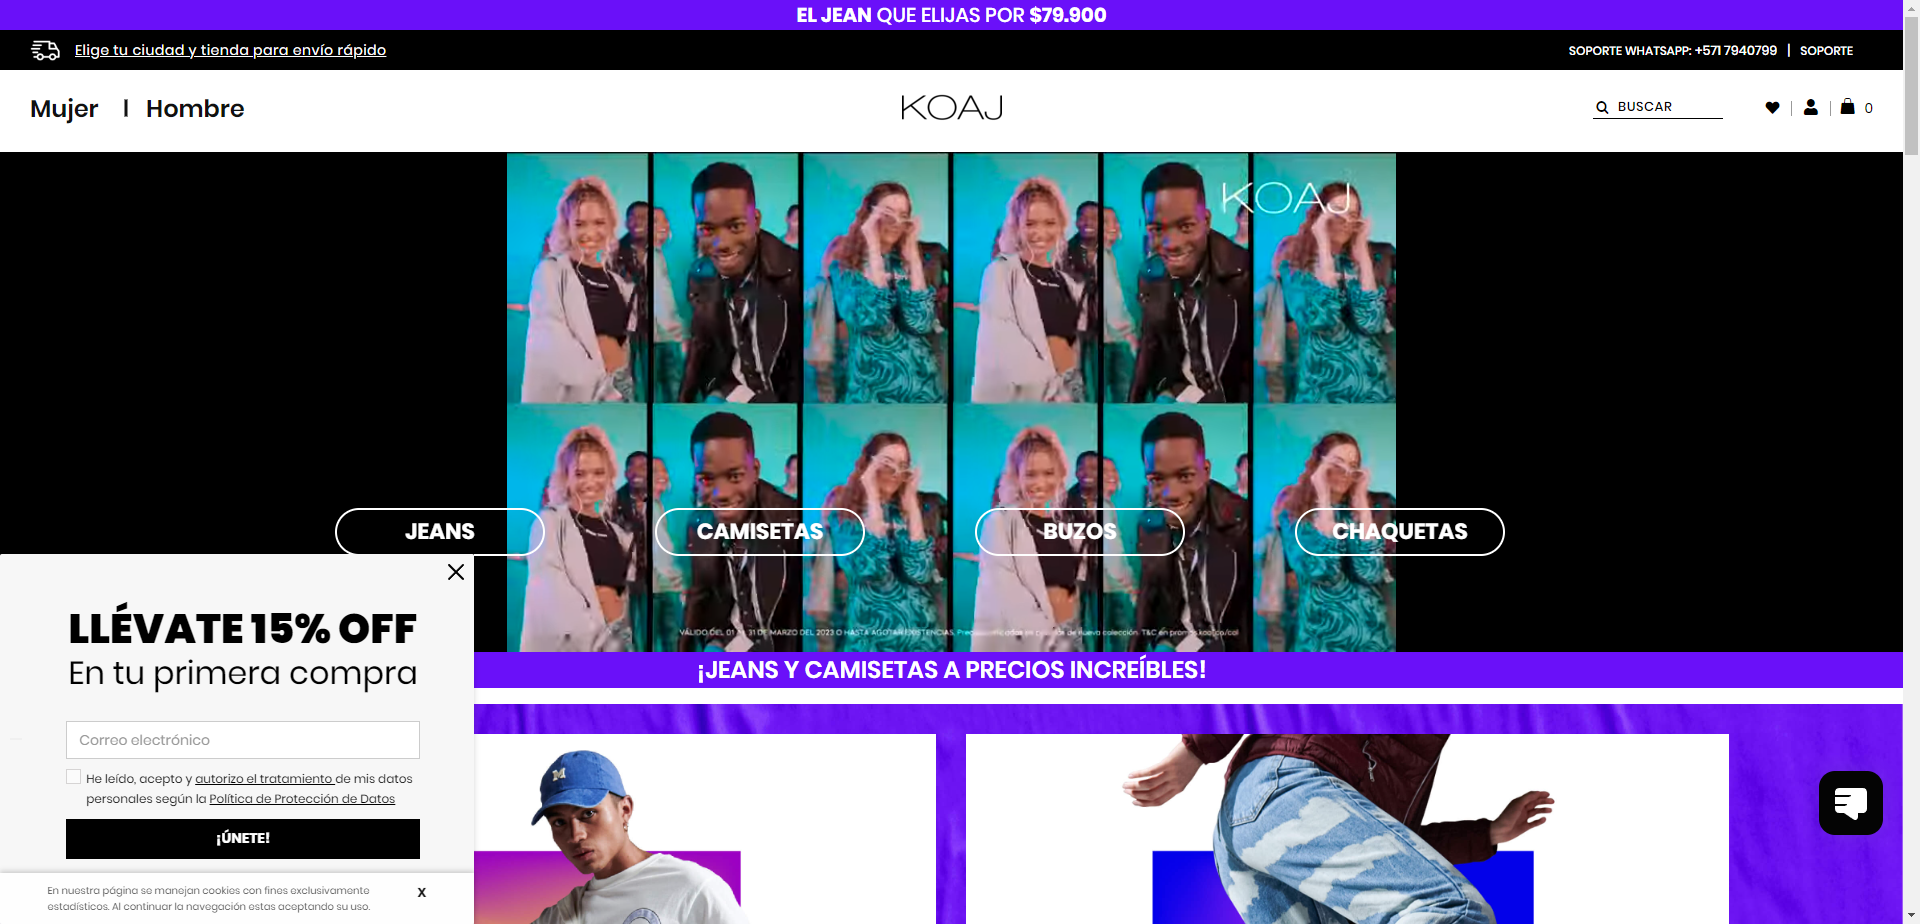 EL JEAN QUE ELIJAS POR $79.900
Elige tu ciudad y tienda para envío rápido
SOPORTE WHATSAPP: +571 7940799 | SOPORTE
Mujer | Hombre
KOAJ
BUSCAR
0
KOAJ
JEANS
CAMISETAS
BUZOS
CHAQUETAS
VÁLIDO DEL 01 31 DE MARZO DEL 2023 O HASTA AGOTAR EXISTENCIAS. de nueva colección. T&C en
¡JEANS Y CAMISETAS A PRECIOS INCREÍBLES!
LLÉVATE 15% OFF
En tu primera compra
Correo electrónico
He leído, acepto y autorizo el tratamiento de mis datos
personales según la Política de Protección de Datos
¡ÚNETE!
En nuestra página se manejan cookies con fines exclusivamente
estadísticos. Al continuar la navegación estas aceptando su uso.
X
M